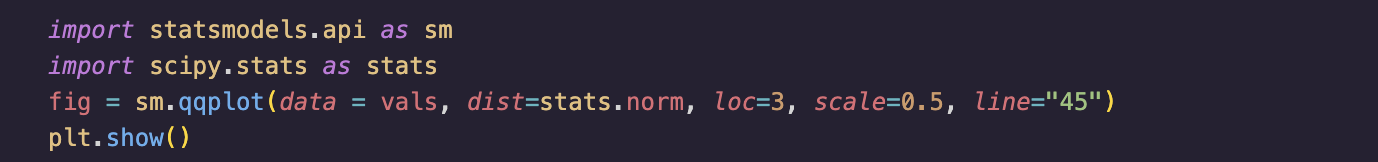 import statsmodels.api as sm
import scipy.stats as stats
fig = sm.qqplot(data = vals, dist=stats.norm, loc=3, scale=0.5, line="45")
plt.show()